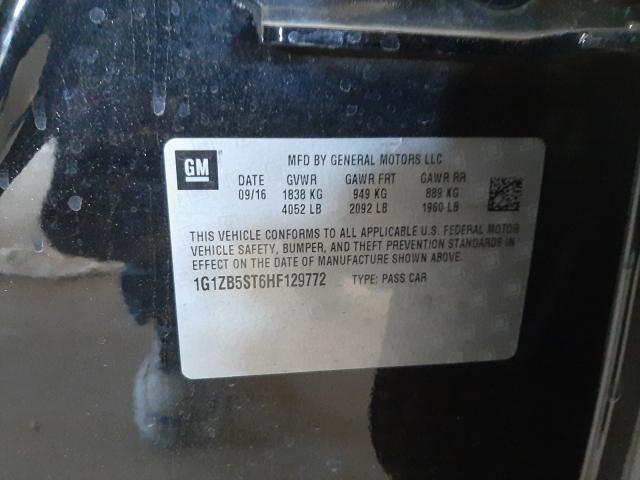 GM
MFD BY GENERAL MOTORS LLC
DATE GVWR GAWR FRT GAWR RR
09/16 1838 KG 949 KG 889 KG
4052 LB 2092 LB 1960 LB
THIS VEHICLE CONFORMS TO ALL APPLICABLE U.S. FEDERAL MOTOR
VEHICLE SAFETY, BUMPER, AND THEFT PREVENTION STANDARDS IN
EFFECT ON THE DATE OF MANUFACTURE SHOWN ABOVE.
1G1ZB5ST6HF129772 TYPE: PASS CAR